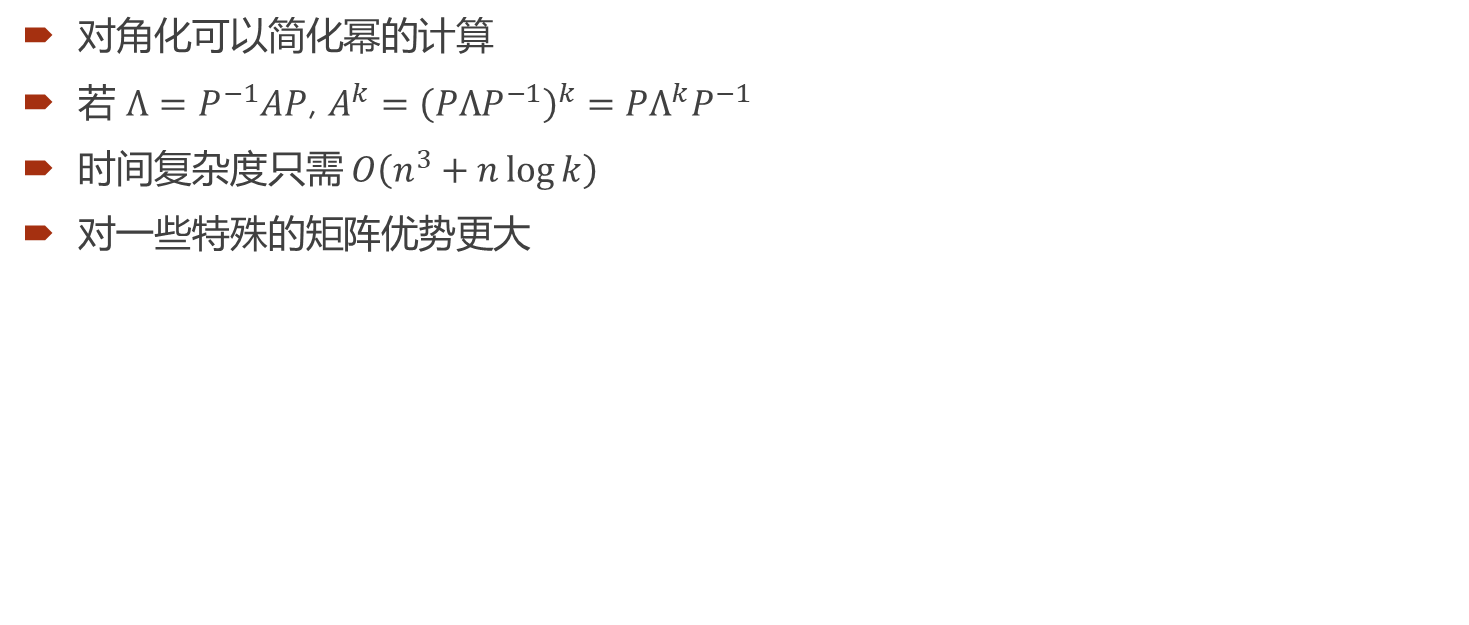 对角化可以简化幂的计算
若 Λ = P⁻¹AP, Aᵏ = (PΛP⁻¹)ᵏ = PΛᵏP⁻¹
时间复杂度只需 O(n³ + n log k)
对一些特殊的矩阵优势更大